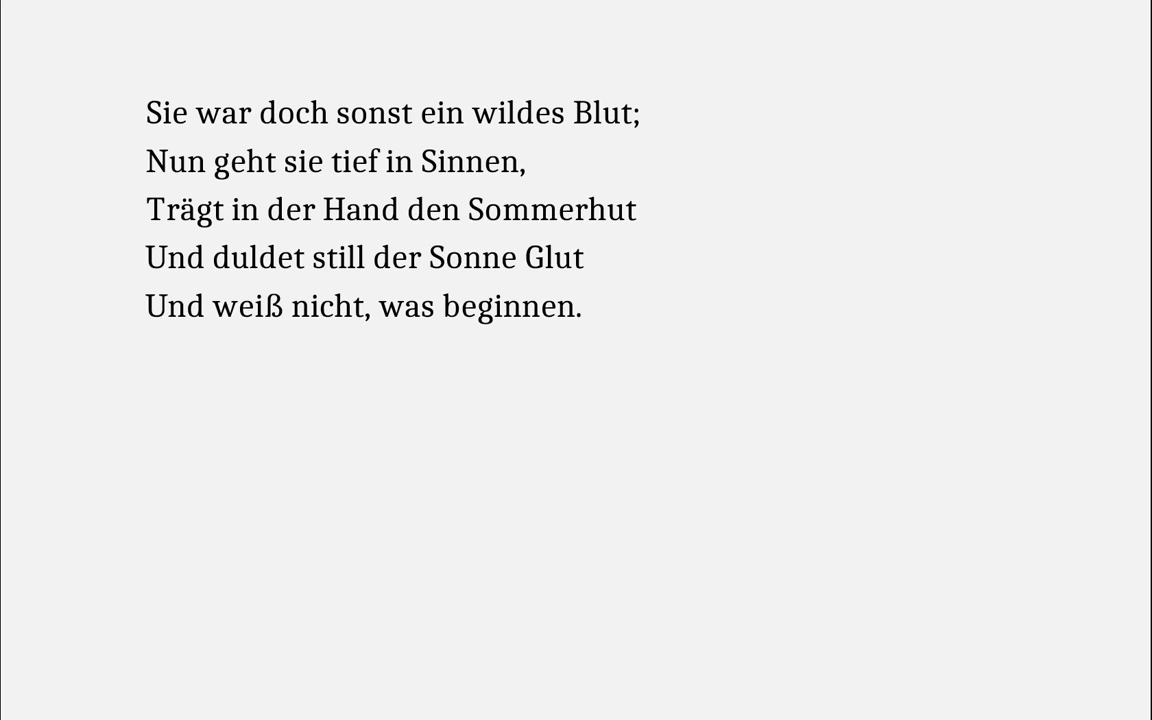 Sie war doch sonst ein wildes Blut;
Nun geht sie tief in Sinnen,
Trägt in der Hand den Sommerhut
Und duldet still der Sonne Glut
Und weiß nicht, was beginnen.